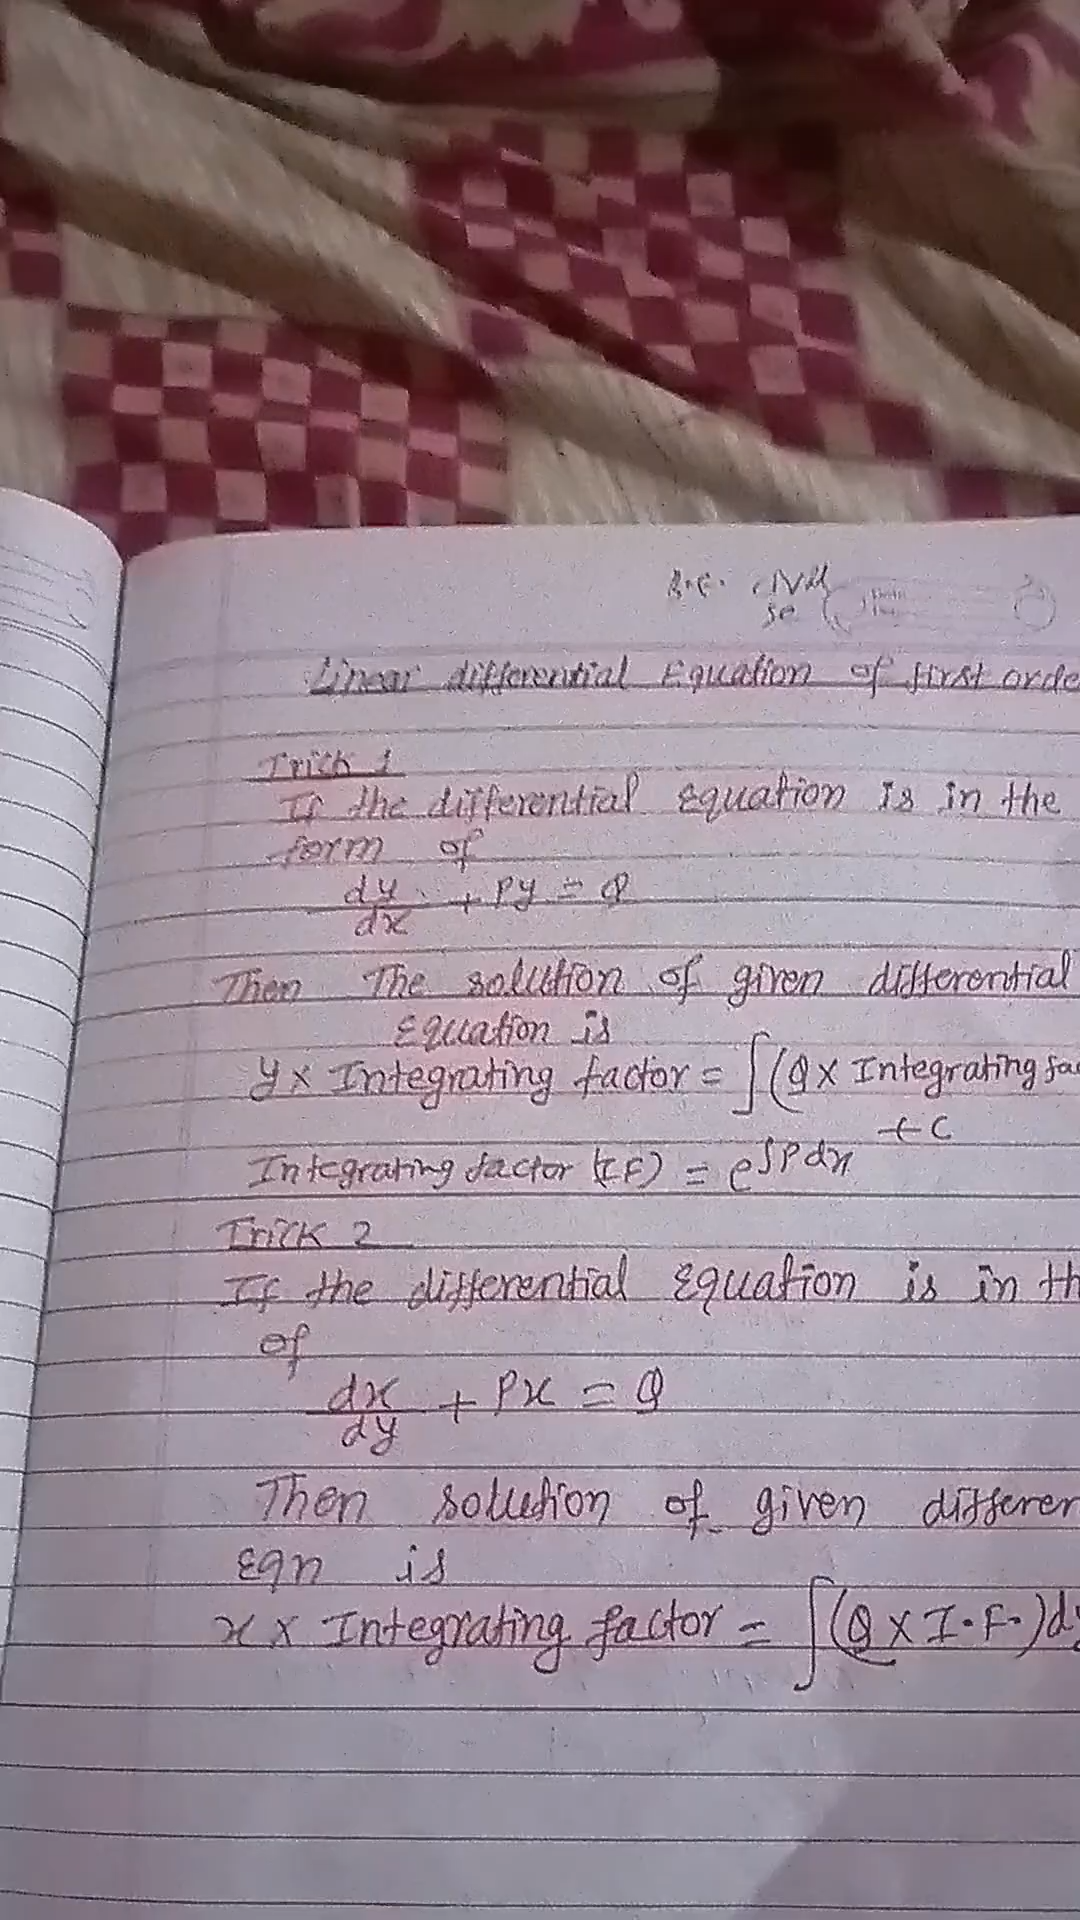 Linear differential Equation of first orde
Trick 1
If the differential Equation is in the
form of
dy/dx + Py = Q
Then The solution of given differential
Equation is
y x Integrating factor = ∫(Q x Integrating fac
+ C
Integrating factor (IF) = e^∫Pdx
Trick 2
If the differential Equation is in th
of
dx/dy + Px = Q
Then solution of given differen
Eqn is
x x Integrating factor = ∫(Q x I.F.)dy